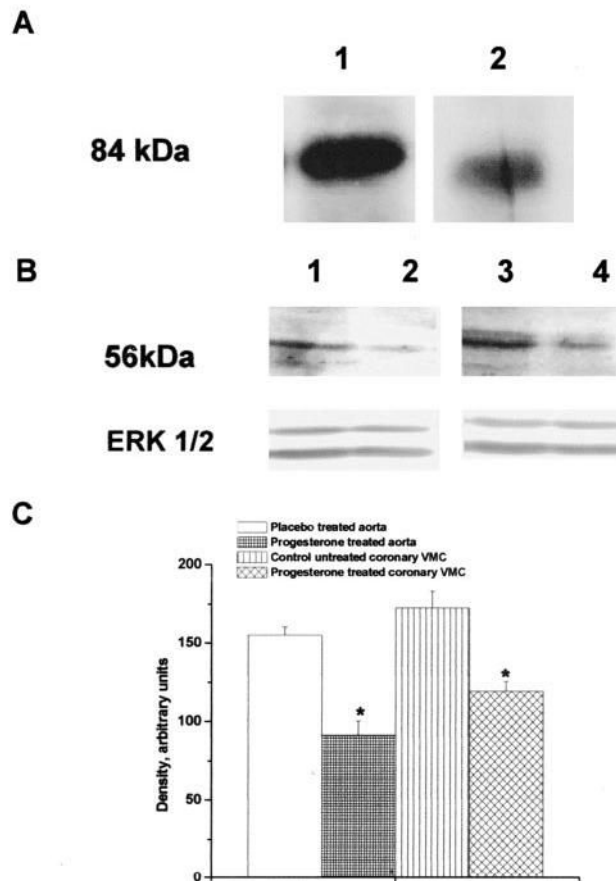 A
1 2
84 kDa
B
1 2 3 4
56kDa
ERK 1/2
C
Placebo treated aorta
Progesterone treated aorta
Control untreated coronary VMC
Progesterone treated coronary VMC
200
150
100
50
0
Density, arbitrary units
*
*